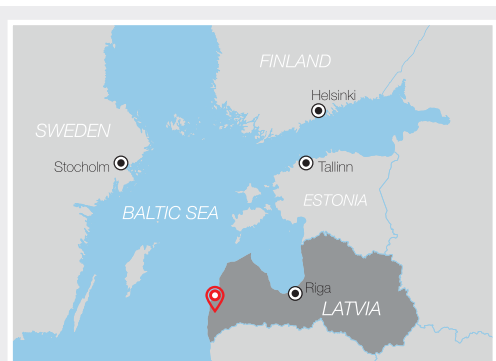 FINLAND
Helsinki
SWEDEN
Stocholm
Tallinn
ESTONIA
BALTIC SEA
Riga
LATVIA